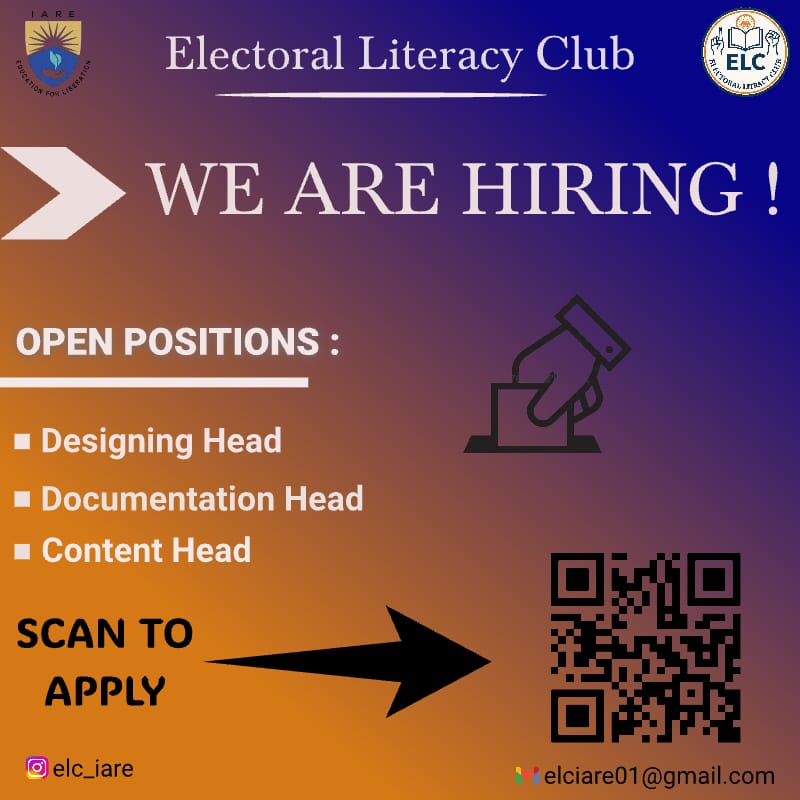 IARE
EDUCATION FOR LIBERATION
Electoral Literacy Club
ELC
ELECTORAL LITERACY CLUB
WE ARE HIRING !
OPEN POSITIONS :
Designing Head
Documentation Head
Content Head
SCAN TO
APPLY
elc_iare
elciare01@gmail.com